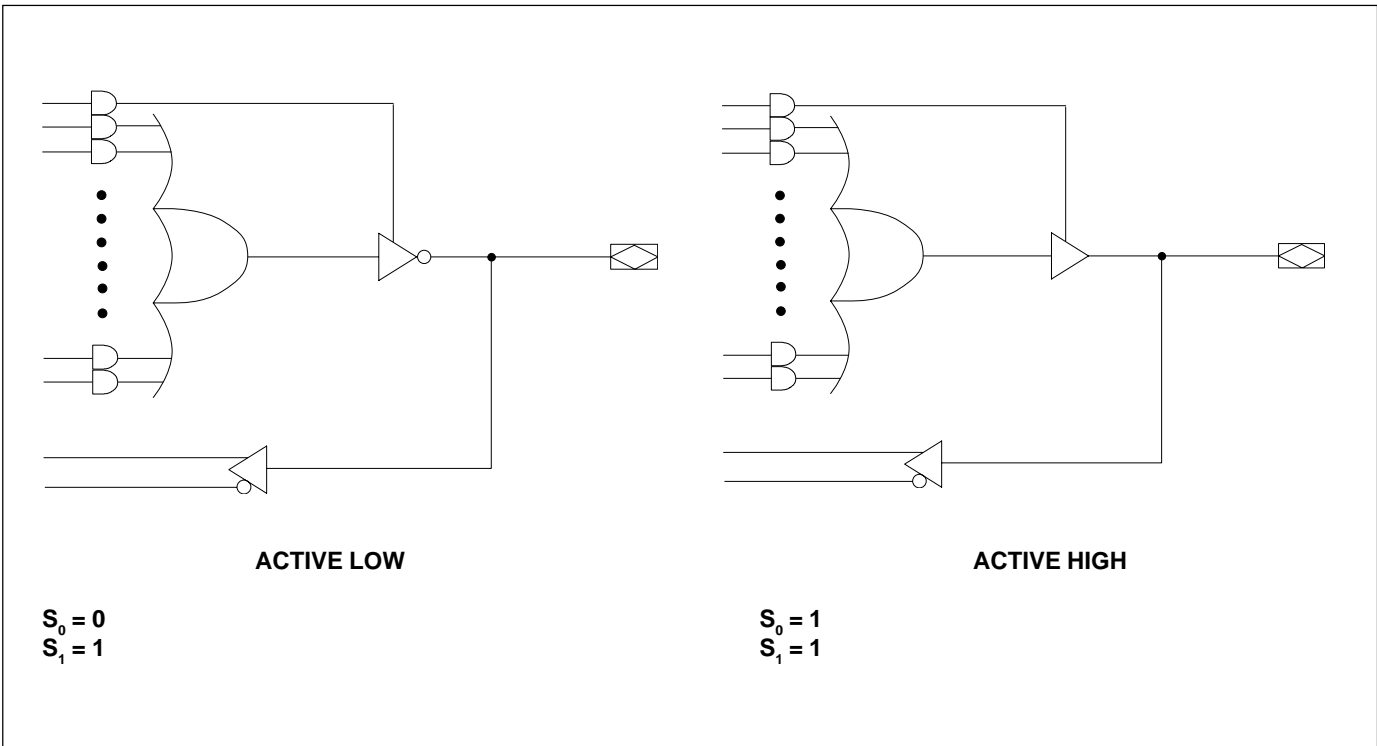 ACTIVE LOW
S0 = 0
S1 = 1
ACTIVE HIGH
S0 = 1
S1 = 1